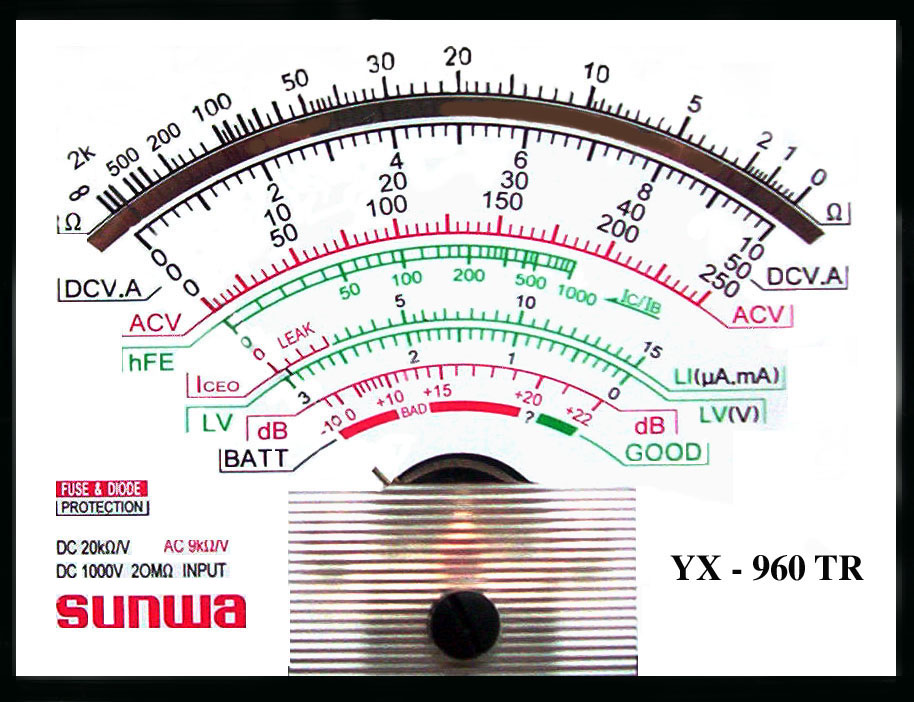 2k 500 200 100 50 30 20 10 5 2 1 0
∞
Ω Ω
0 2 4 6 8 10
0 10 20 30 40 50
0 50 100 150 200 250
DCV.A DCV.A
ACV ACV
hFE 0 50 100 200 500 1000 IC/IB
ICEO 0 LEAK 5 10 15 LI(µA,mA)
LV 3 2 1 0 LV(V)
dB -10 0 +10 +15 +20 +22 dB
BATT BAD ? GOOD
FUSE & DIODE
PROTECTION
DC 20kΩ/V AC 9kΩ/V
DC 1000V 20MΩ INPUT
sunwa
YX - 960 TR